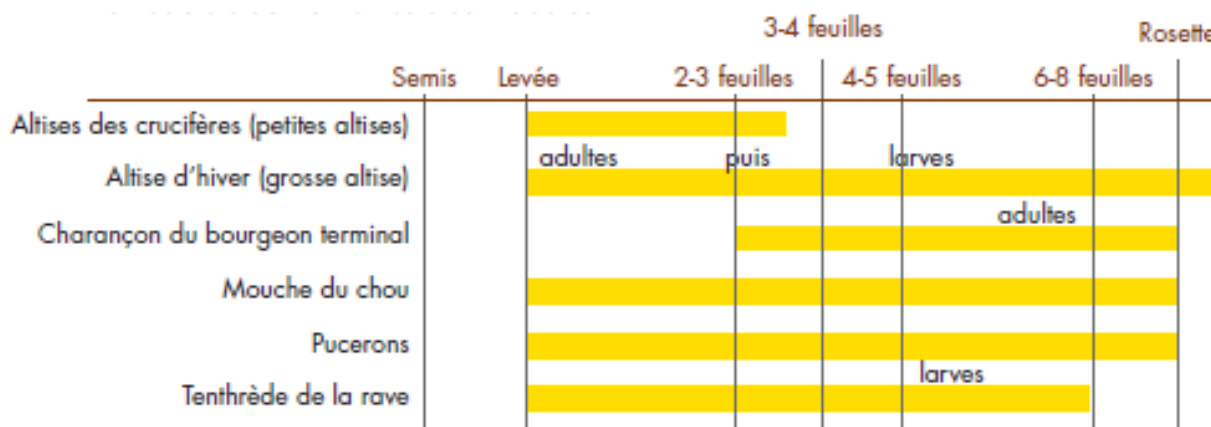 3-4 feuilles
Rosette
Semis Levée 2-3 feuilles 4-5 feuilles 6-8 feuilles
Altises des crucifères (petites altises)
adultes puis larves
Altise d'hiver (grosse altise)
adultes
Charançon du bourgeon terminal
Mouche du chou
Pucerons
larves
Tenthrède de la rave